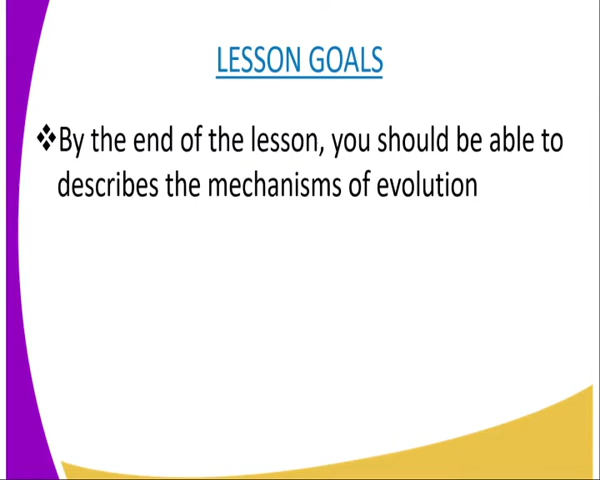 LESSON GOALS
❖By the end of the lesson, you should be able to
describes the mechanisms of evolution